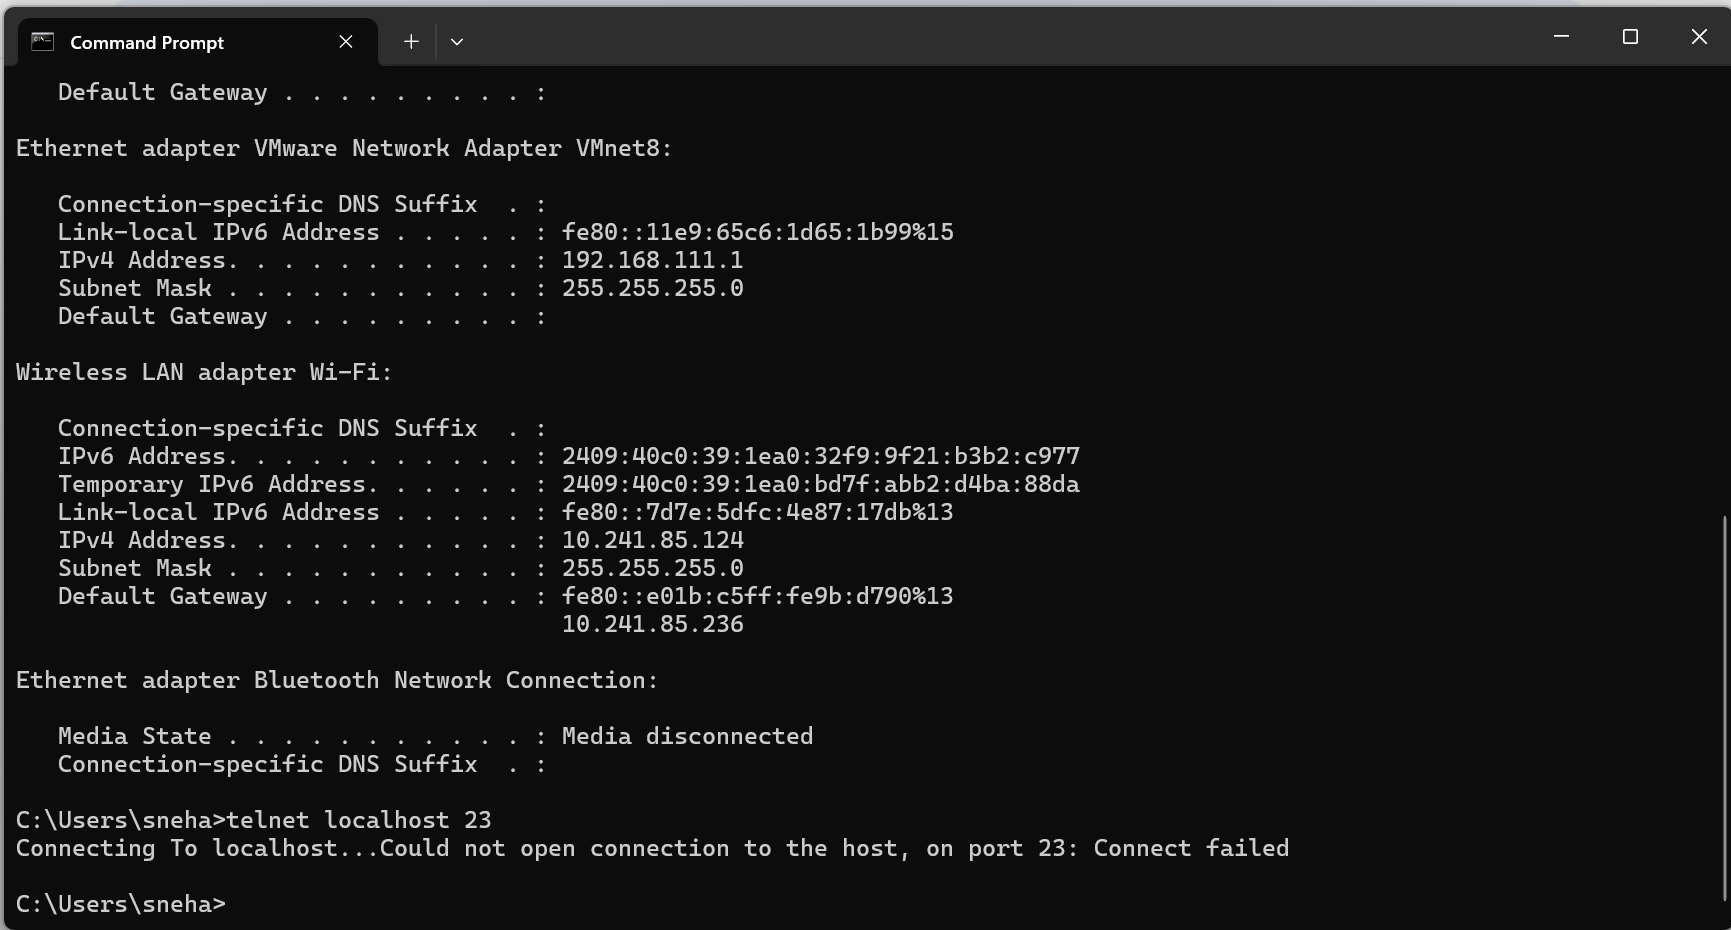 Command Prompt
Default Gateway . . . . . . . . . :
Ethernet adapter VMware Network Adapter VMnet8:
Connection-specific DNS Suffix  . :
Link-local IPv6 Address . . . . . : fe80::11e9:65c6:1d65:1b99%15
IPv4 Address. . . . . . . . . . . : 192.168.111.1
Subnet Mask . . . . . . . . . . . : 255.255.255.0
Default Gateway . . . . . . . . . :
Wireless LAN adapter Wi-Fi:
Connection-specific DNS Suffix  . :
IPv6 Address. . . . . . . . . . . : 2409:40c0:39:1ea0:32f9:9f21:b3b2:c977
Temporary IPv6 Address. . . . . . : 2409:40c0:39:1ea0:bd7f:abb2:d4ba:88da
Link-local IPv6 Address . . . . . : fe80::7d7e:5dfc:4e87:17db%13
IPv4 Address. . . . . . . . . . . : 10.241.85.124
Subnet Mask . . . . . . . . . . . : 255.255.255.0
Default Gateway . . . . . . . . . : fe80::e01b:c5ff:fe9b:d790%13
10.241.85.236
Ethernet adapter Bluetooth Network Connection:
Media State . . . . . . . . . . . : Media disconnected
Connection-specific DNS Suffix  . :
C:\Users\sneha>telnet localhost 23
Connecting To localhost...Could not open connection to the host, on port 23: Connect failed
C:\Users\sneha>